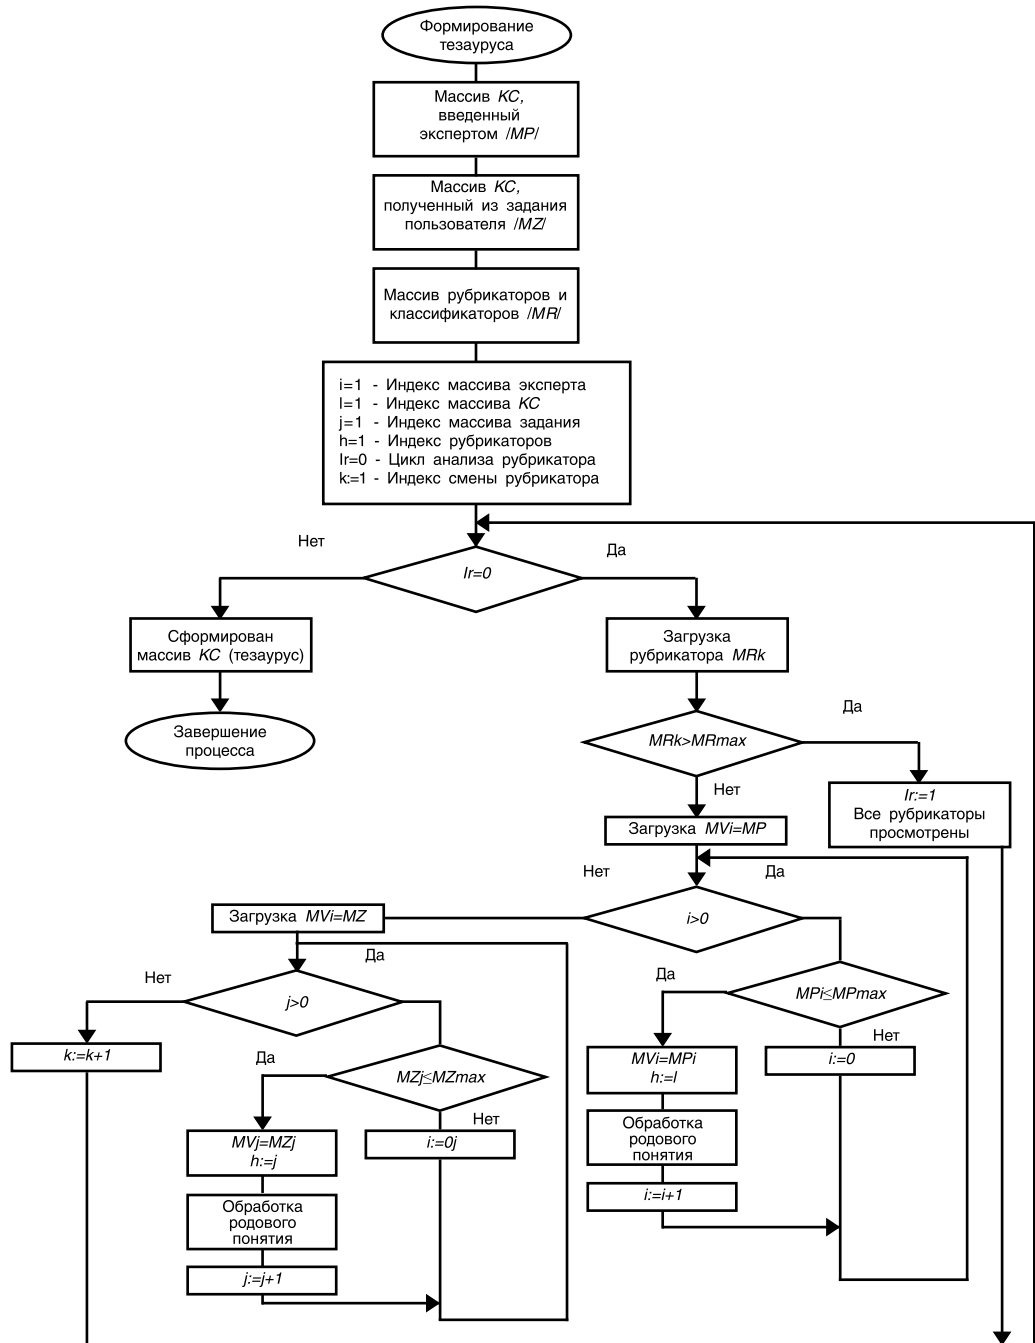 Формирование
тезауруса
Массив KC,
введенный
экспертом /MP/
Массив KC,
полученный из задания
пользователя /MZ/
Массив рубрикаторов и
классификаторов /MR/
i=1 - Индекс массива эксперта
l=1 - Индекс массива KC
j=1 - Индекс массива задания
h=1 - Индекс рубрикаторов
Ir=0 - Цикл анализа рубрикатора
k:=1 - Индекс смены рубрикатора
Нет
Да
Ir=0
Сформирован
массив KC (тезаурус)
Загрузка
рубрикатора MRk
Завершение
процесса
Да
MRk>MRmax
Нет
Ir:=1
Все рубрикаторы
просмотрены
Загрузка MVi=MP
Нет
Да
Загрузка MVi=MZ
i>0
Да
Нет
Да
MPi≤MPmax
j>0
Нет
k:=k+1
MVi=MPi
h:=l
i:=0
Да
MZj≤MZmax
Нет
Обработка
родового
понятия
MVj=MZj
h:=j
i:=0j
i:=i+1
Обработка
родового
понятия
j:=j+1